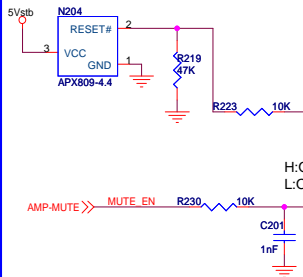 5Vstb
N204
RESET# 2
3 VCC
GND 1
APX809-4.4
R219
47K
R223 10K
H:
L:
AMP-MUTE MUTE_EN R230 10K
C201
1nF